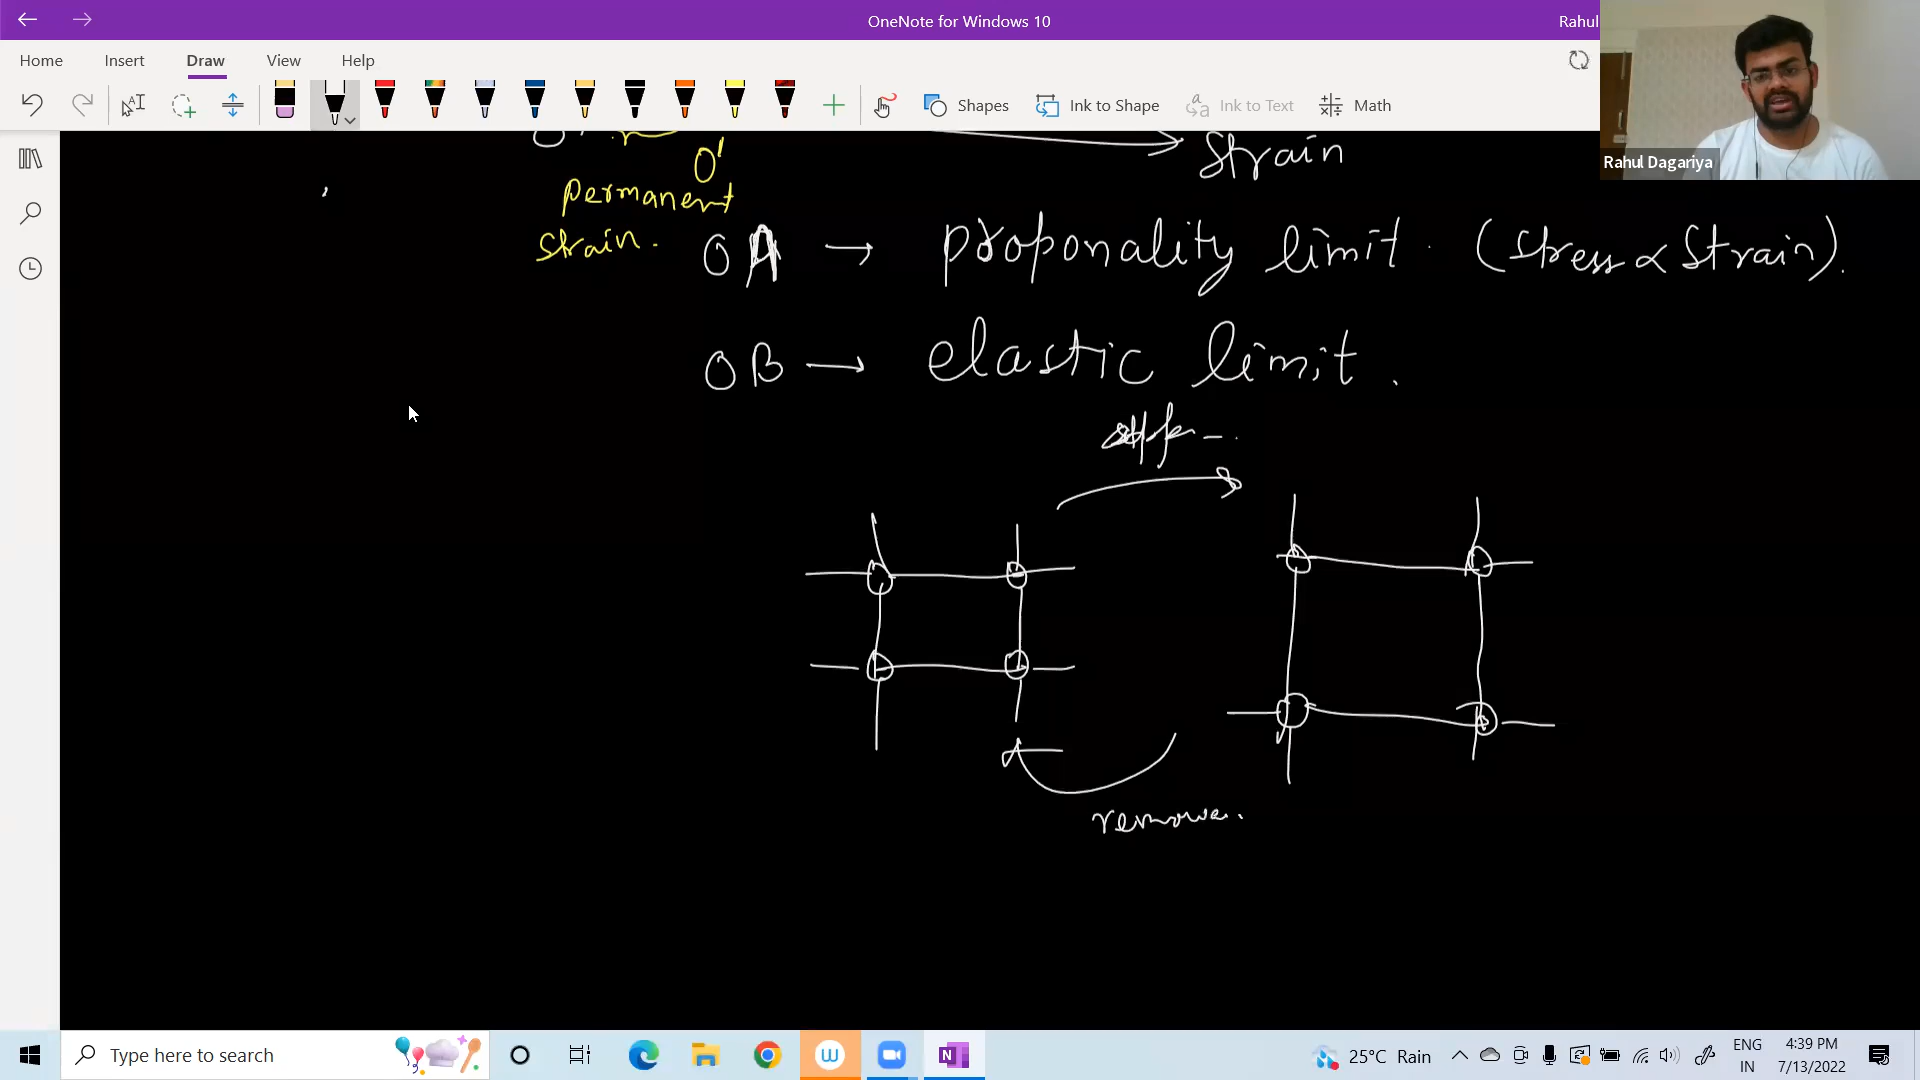 OneNote for Windows 10
Rahul
Home Insert Draw View Help
Shapes Ink to Shape Ink to Text Math
Rahul Dagariya
O'
Strain
permanent
strain.
OA → proponality limit. (Stress ∝ Strain).
OB → elastic limit.
remove.
Type here to search
25°C Rain
ENG
IN
4:39 PM
7/13/2022